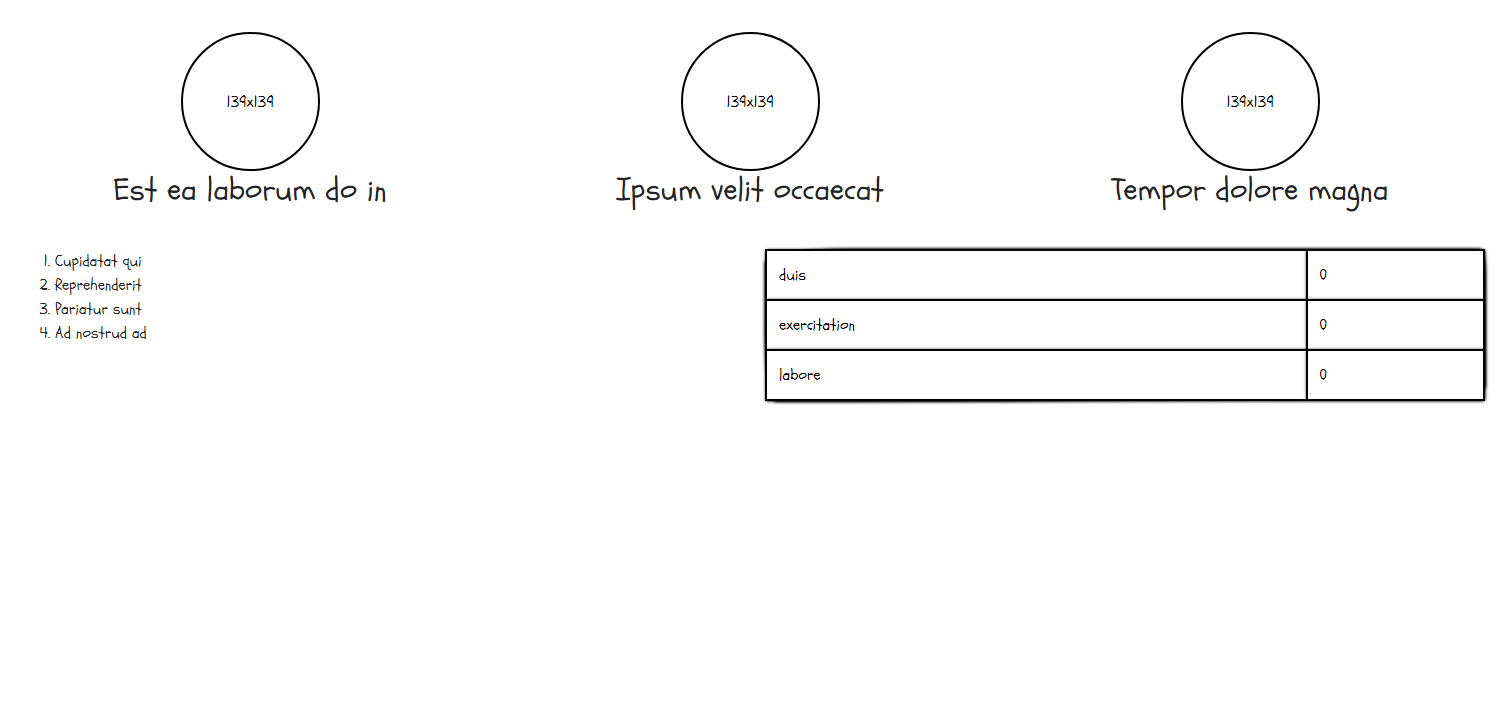 139x139
139x139
139x139
Est ea laborum do in
Ipsum velit occaecat
Tempor dolore magna
1. Cupidatat qui
2. Reprehenderit
3. Pariatur sunt
4. Ad nostrud ad
duis 0
exercitation 0
labore 0